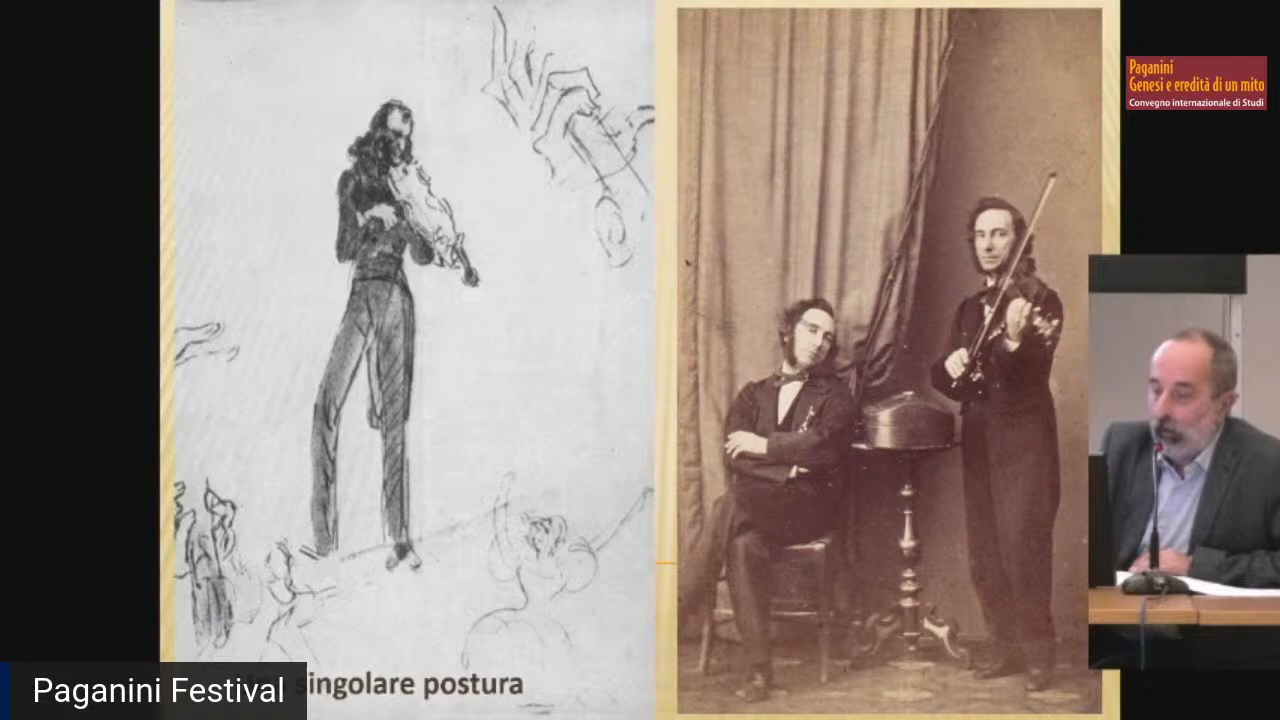 Paganini
Genesi e eredità di un mito
Convegno internazionale di Studi
singolare postura
Paganini Festival